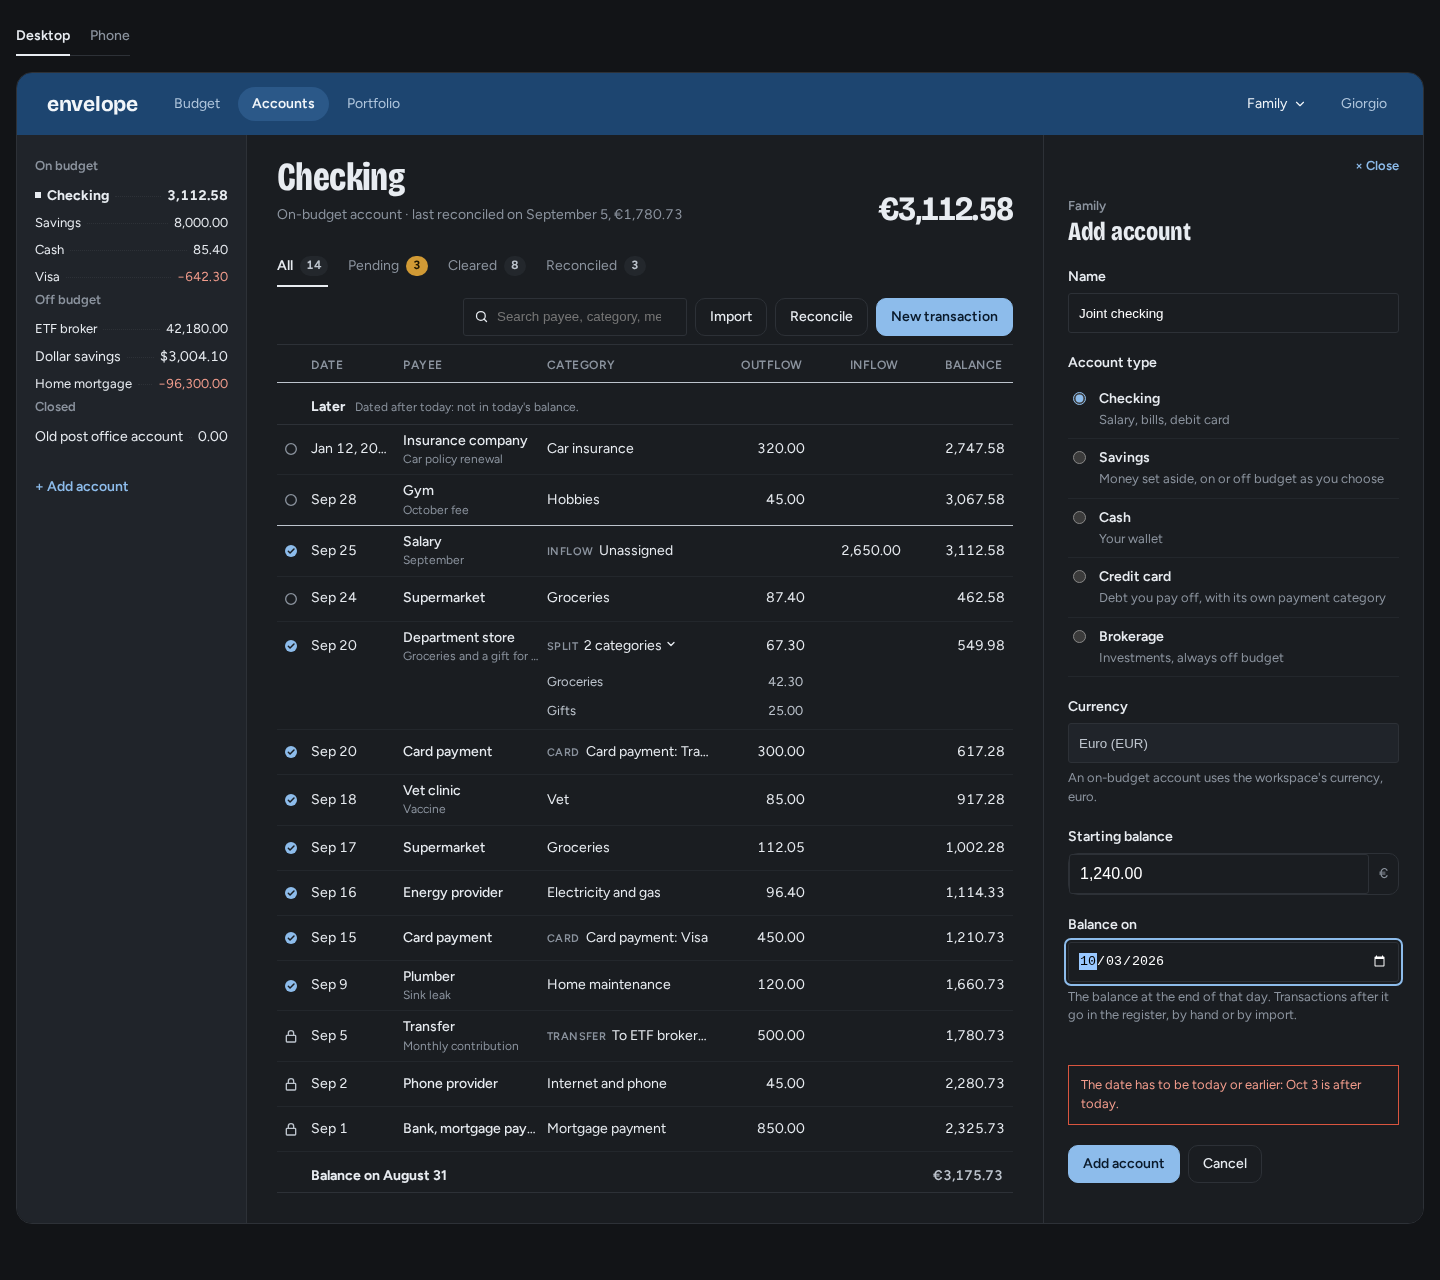 Desktop Phone
envelope Budget Accounts Portfolio Family Giorgio
On budget
Checking 3,112.58
Savings 8,000.00
Cash 85.40
Visa −642.30
Off budget
ETF broker 42,180.00
Dollar savings $3,004.10
Home mortgage −96,300.00
Closed
Old post office account 0.00
+ Add account
Checking
On-budget account · last reconciled on September 5, €1,780.73
€3,112.58
All 14 Pending 3 Cleared 8 Reconciled 3
Search payee, category, me Import Reconcile New transaction
DATE PAYEE CATEGORY OUTFLOW INFLOW BALANCE
Later Dated after today: not in today's balance.
Jan 12, 20... Insurance company Car insurance 320.00 2,747.58
Car policy renewal
Sep 28 Gym Hobbies 45.00 3,067.58
October fee
Sep 25 Salary INFLOW Unassigned 2,650.00 3,112.58
September
Sep 24 Supermarket Groceries 87.40 462.58
Sep 20 Department store SPLIT 2 categories 67.30 549.98
Groceries and a gift for ...
Groceries 42.30
Gifts 25.00
Sep 20 Card payment CARD Card payment: Tra... 300.00 617.28
Sep 18 Vet clinic Vet 85.00 917.28
Vaccine
Sep 17 Supermarket Groceries 112.05 1,002.28
Sep 16 Energy provider Electricity and gas 96.40 1,114.33
Sep 15 Card payment CARD Card payment: Visa 450.00 1,210.73
Sep 9 Plumber Home maintenance 120.00 1,660.73
Sink leak
Sep 5 Transfer TRANSFER To ETF broker... 500.00 1,780.73
Monthly contribution
Sep 2 Phone provider Internet and phone 45.00 2,280.73
Sep 1 Bank, mortgage pay... Mortgage payment 850.00 2,325.73
Balance on August 31 €3,175.73
× Close
Family
Add account
Name
Joint checking
Account type
Checking
Salary, bills, debit card
Savings
Money set aside, on or off budget as you choose
Cash
Your wallet
Credit card
Debt you pay off, with its own payment category
Brokerage
Investments, always off budget
Currency
Euro (EUR)
An on-budget account uses the workspace's currency,
euro.
Starting balance
1,240.00 €
Balance on
10/03/2026
The balance at the end of that day. Transactions after it
go in the register, by hand or by import.
The date has to be today or earlier: Oct 3 is after
today.
Add account Cancel